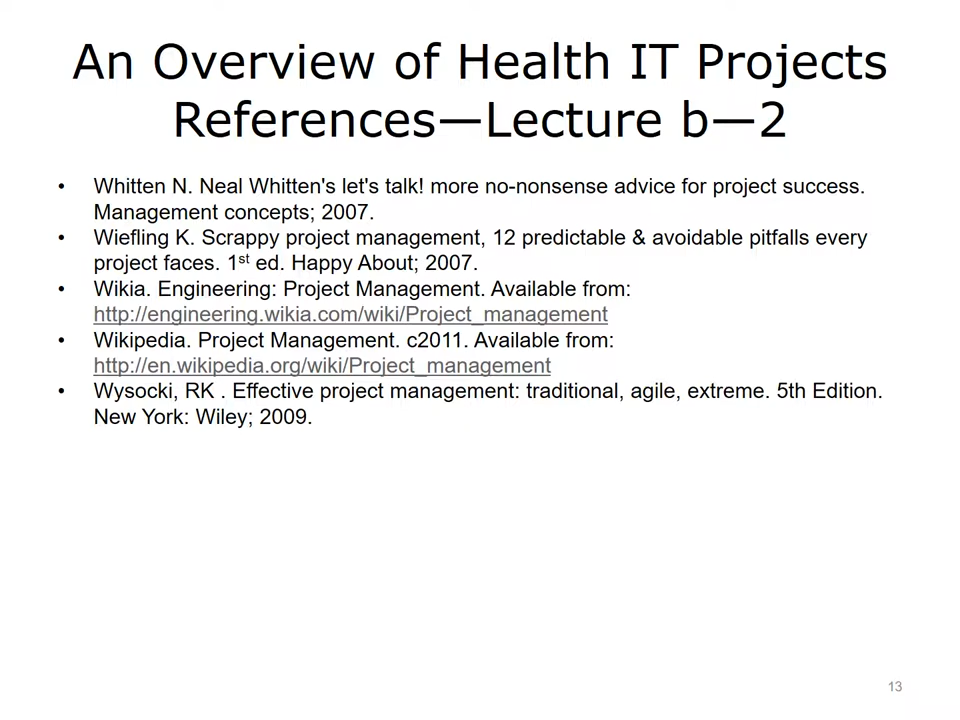 An Overview of Health IT Projects
References—Lecture b—2
• Whitten N. Neal Whitten's let's talk! more no-nonsense advice for project success.
Management concepts; 2007.
• Wiefling K. Scrappy project management, 12 predictable & avoidable pitfalls every
project faces. 1st ed. Happy About; 2007.
• Wikia. Engineering: Project Management. Available from:
http://engineering.wikia.com/wiki/Project_management
• Wikipedia. Project Management. c2011. Available from:
http://en.wikipedia.org/wiki/Project_management
• Wysocki, RK . Effective project management: traditional, agile, extreme. 5th Edition.
New York: Wiley; 2009.
13